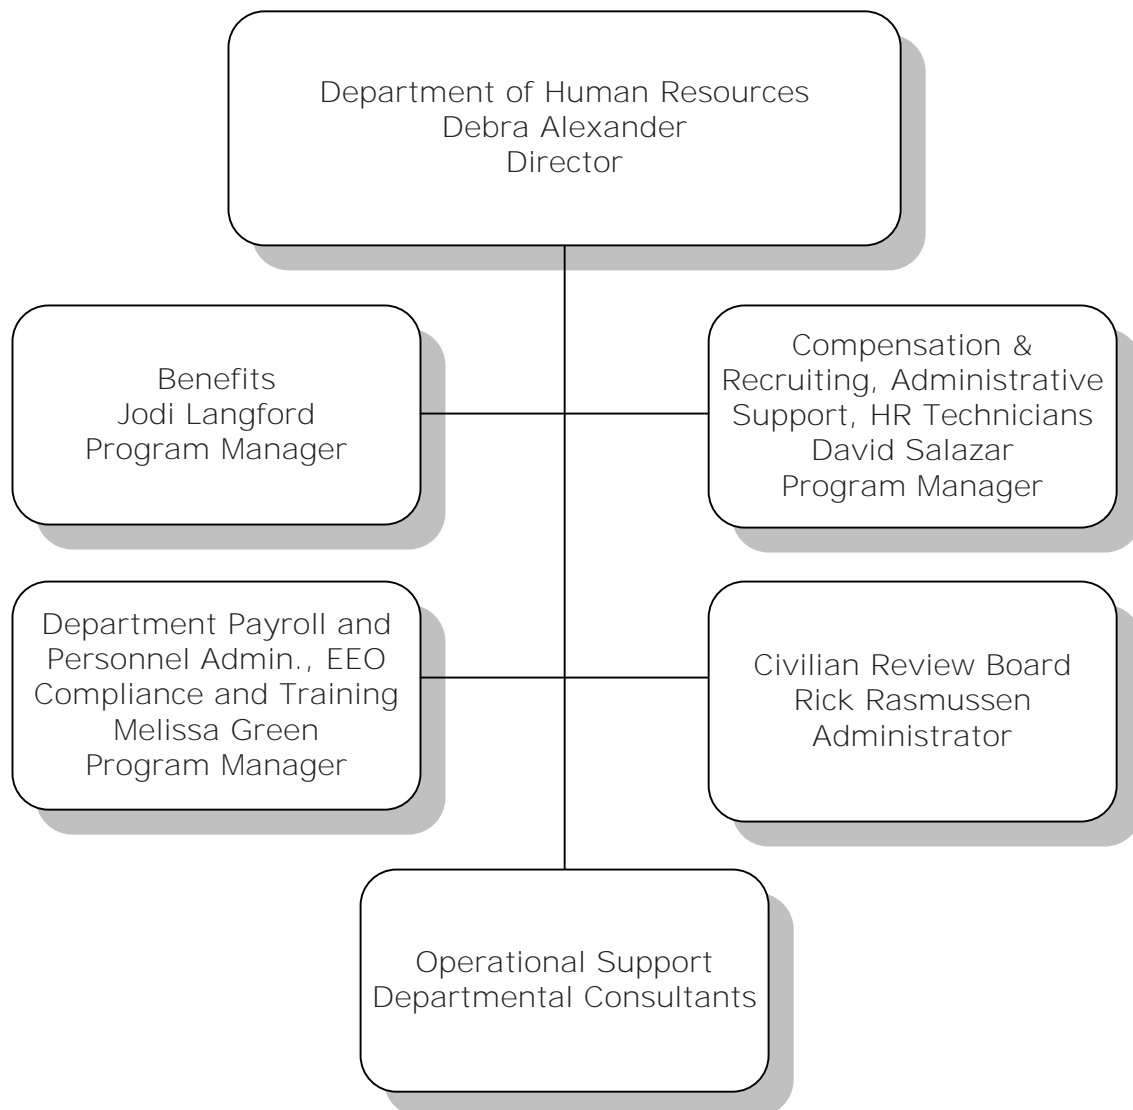 Department of Human Resources
Debra Alexander
Director
Benefits
Jodi Langford
Program Manager
Compensation &
Recruiting, Administrative
Support, HR Technicians
David Salazar
Program Manager
Department Payroll and
Personnel Admin., EEO
Compliance and Training
Melissa Green
Program Manager
Civilian Review Board
Rick Rasmussen
Administrator
Operational Support
Departmental Consultants